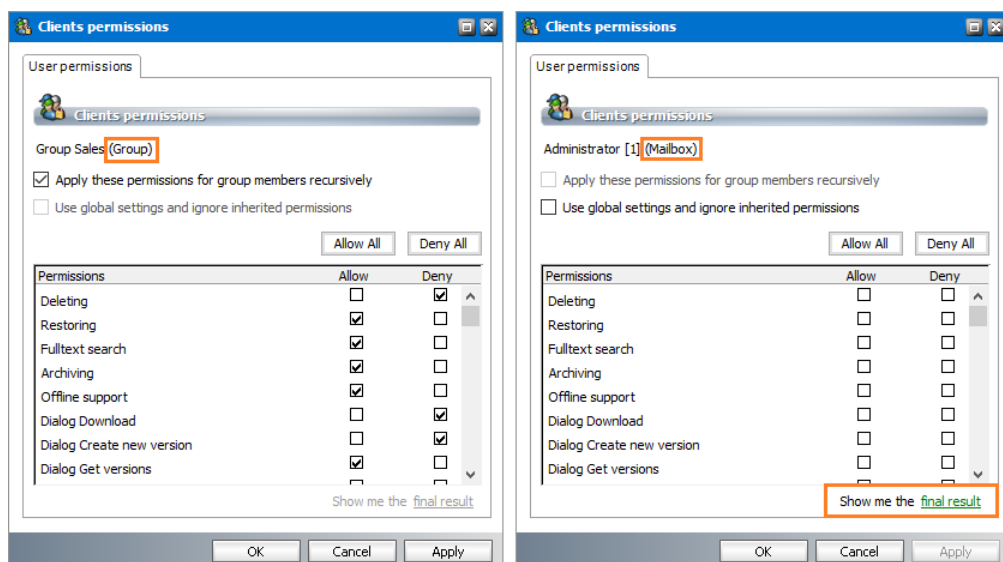 Clients permissions
User permissions
Clients permissions
Group Sales (Group)
Apply these permissions for group members recursively
Use global settings and ignore inherited permissions
Allow All Deny All
Permissions Allow Deny
Deleting
Restoring
Fulltext search
Archiving
Offline support
Dialog Download
Dialog Create new version
Dialog Get versions
Show me the final result
OK Cancel Apply
Clients permissions
User permissions
Clients permissions
Administrator [1] (Mailbox)
Apply these permissions for group members recursively
Use global settings and ignore inherited permissions
Allow All Deny All
Permissions Allow Deny
Deleting
Restoring
Fulltext search
Archiving
Offline support
Dialog Download
Dialog Create new version
Dialog Get versions
Show me the final result
OK Cancel Apply